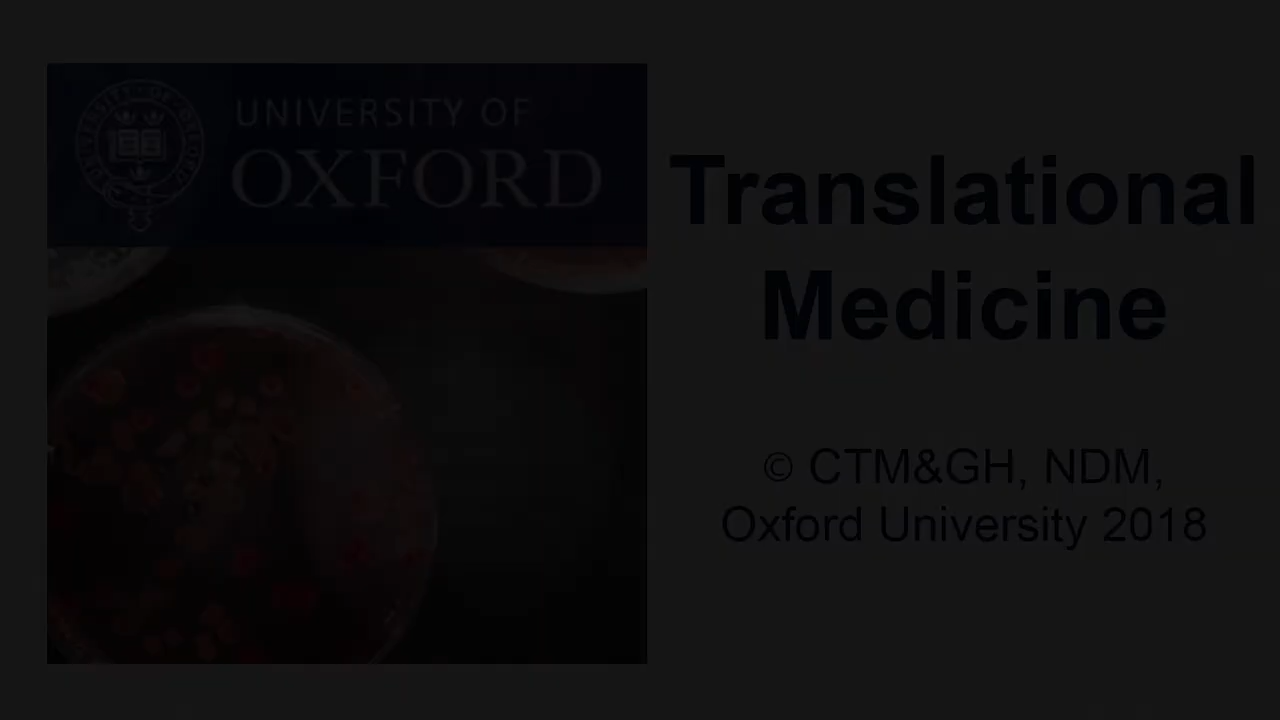 UNIVERSITY OF
OXFORD
Translational
Medicine
© CTM&GH, NDM,
Oxford University 2018